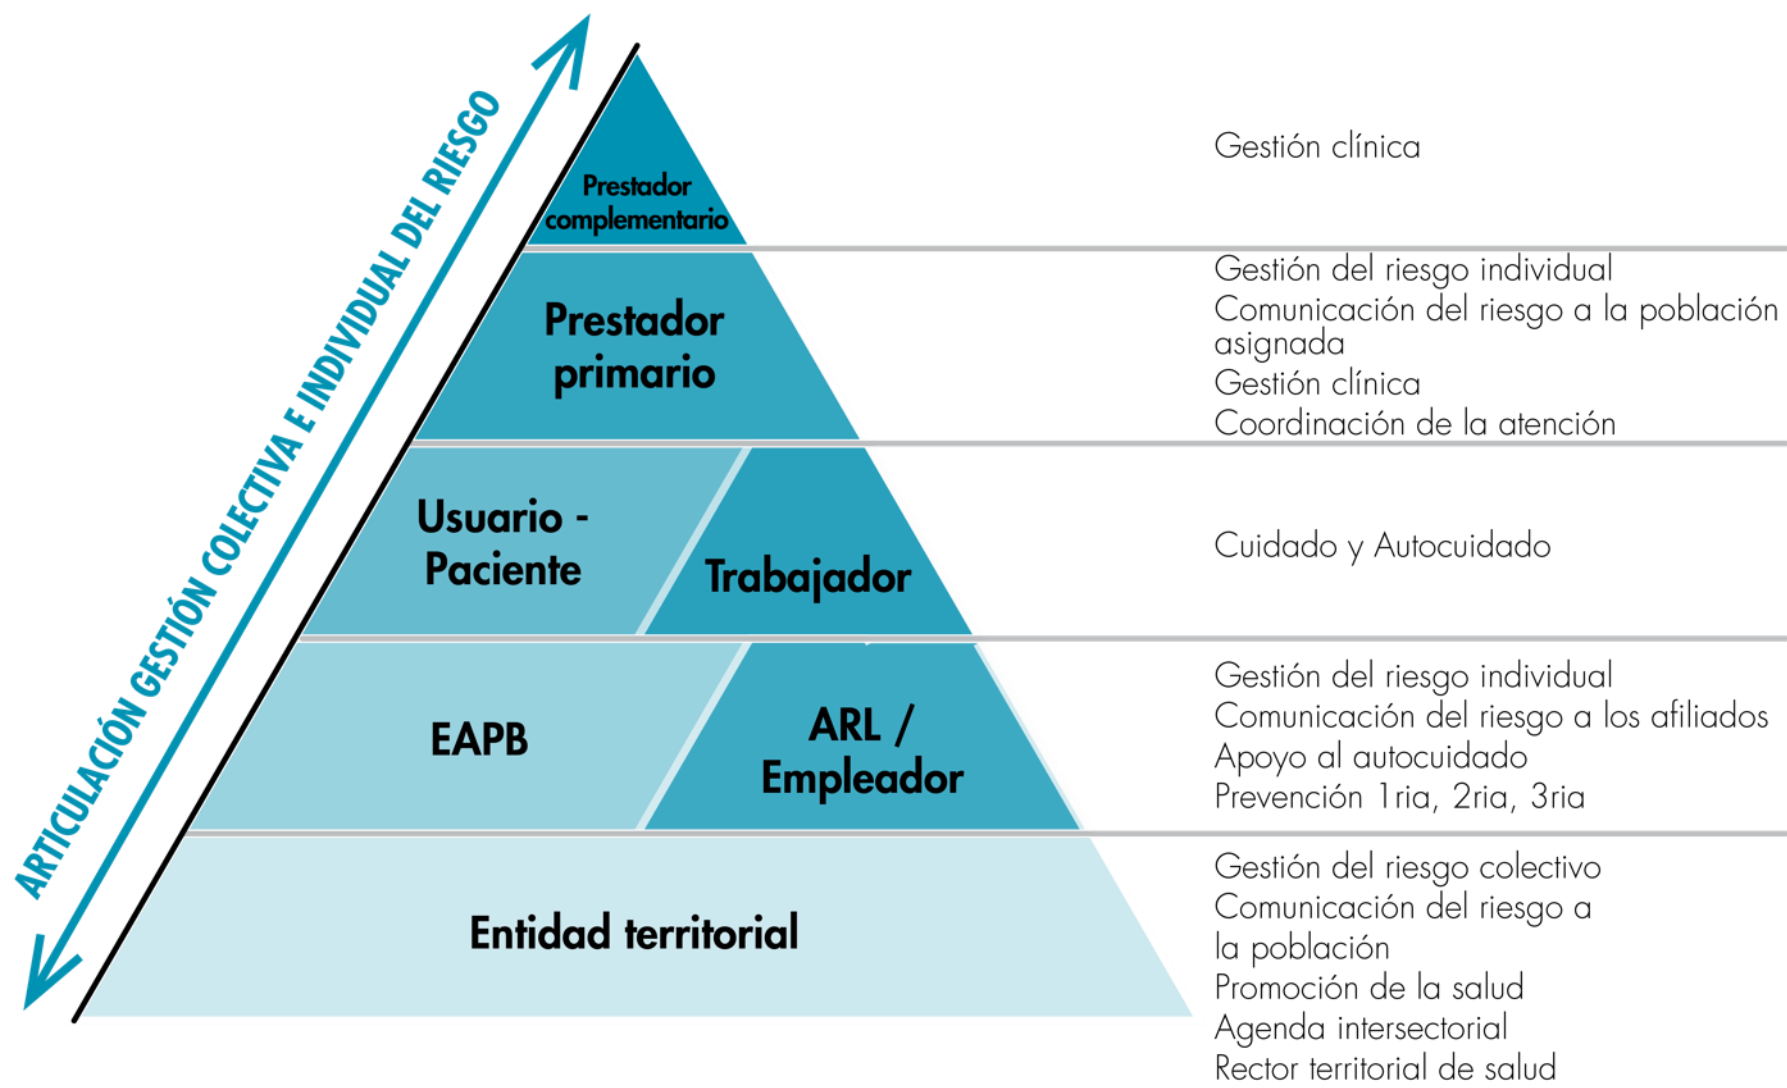 ARTICULACIÓN GESTIÓN COLECTIVA E INDIVIDUAL DEL RIESGO
Prestador
complementario
Gestión clínica
Prestador
primario
Gestión del riesgo individual
Comunicación del riesgo a la población
asignada
Gestión clínica
Coordinación de la atención
Usuario -
Paciente
Trabajador
Cuidado y Autocuidado
EAPB
ARL /
Empleador
Gestión del riesgo individual
Comunicación del riesgo a los afiliados
Apoyo al autocuidado
Prevención 1ria, 2ria, 3ria
Entidad territorial
Gestión del riesgo colectivo
Comunicación del riesgo a
la población
Promoción de la salud
Agenda intersectorial
Rector territorial de salud